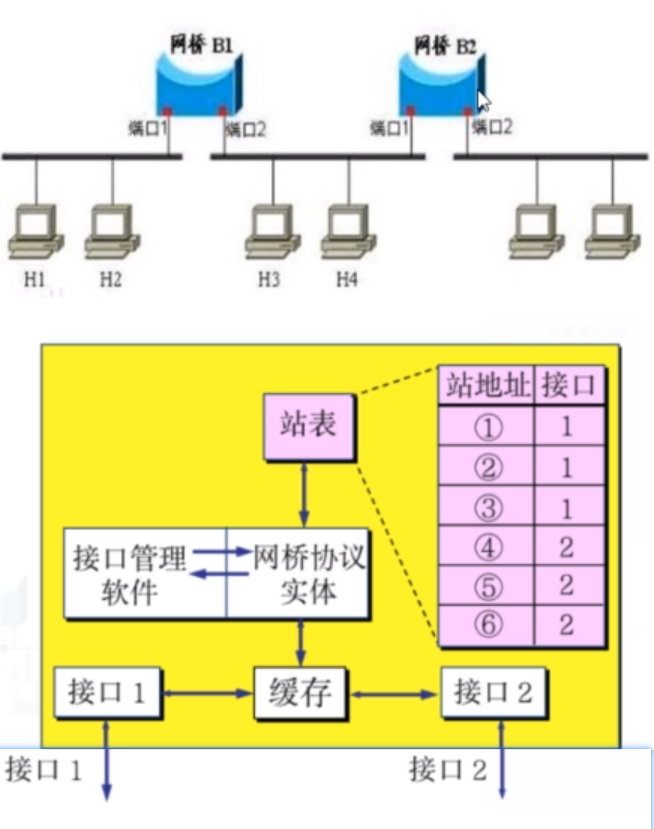 网桥 B1
网桥 B2
端口1
端口2
端口1
端口2
H1
H2
H3
H4
站表
站地址 接口
① 1
② 1
③ 1
④ 2
⑤ 2
⑥ 2
接口管理
软件
网桥协议
实体
接口 1
缓存
接口 2
接口 1
接口 2